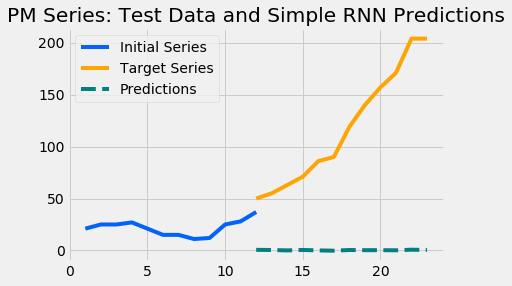 PM Series: Test Data and Simple RNN Predictions
200
150
100
50
0
Initial Series
Target Series
Predictions
0 5 10 15 20